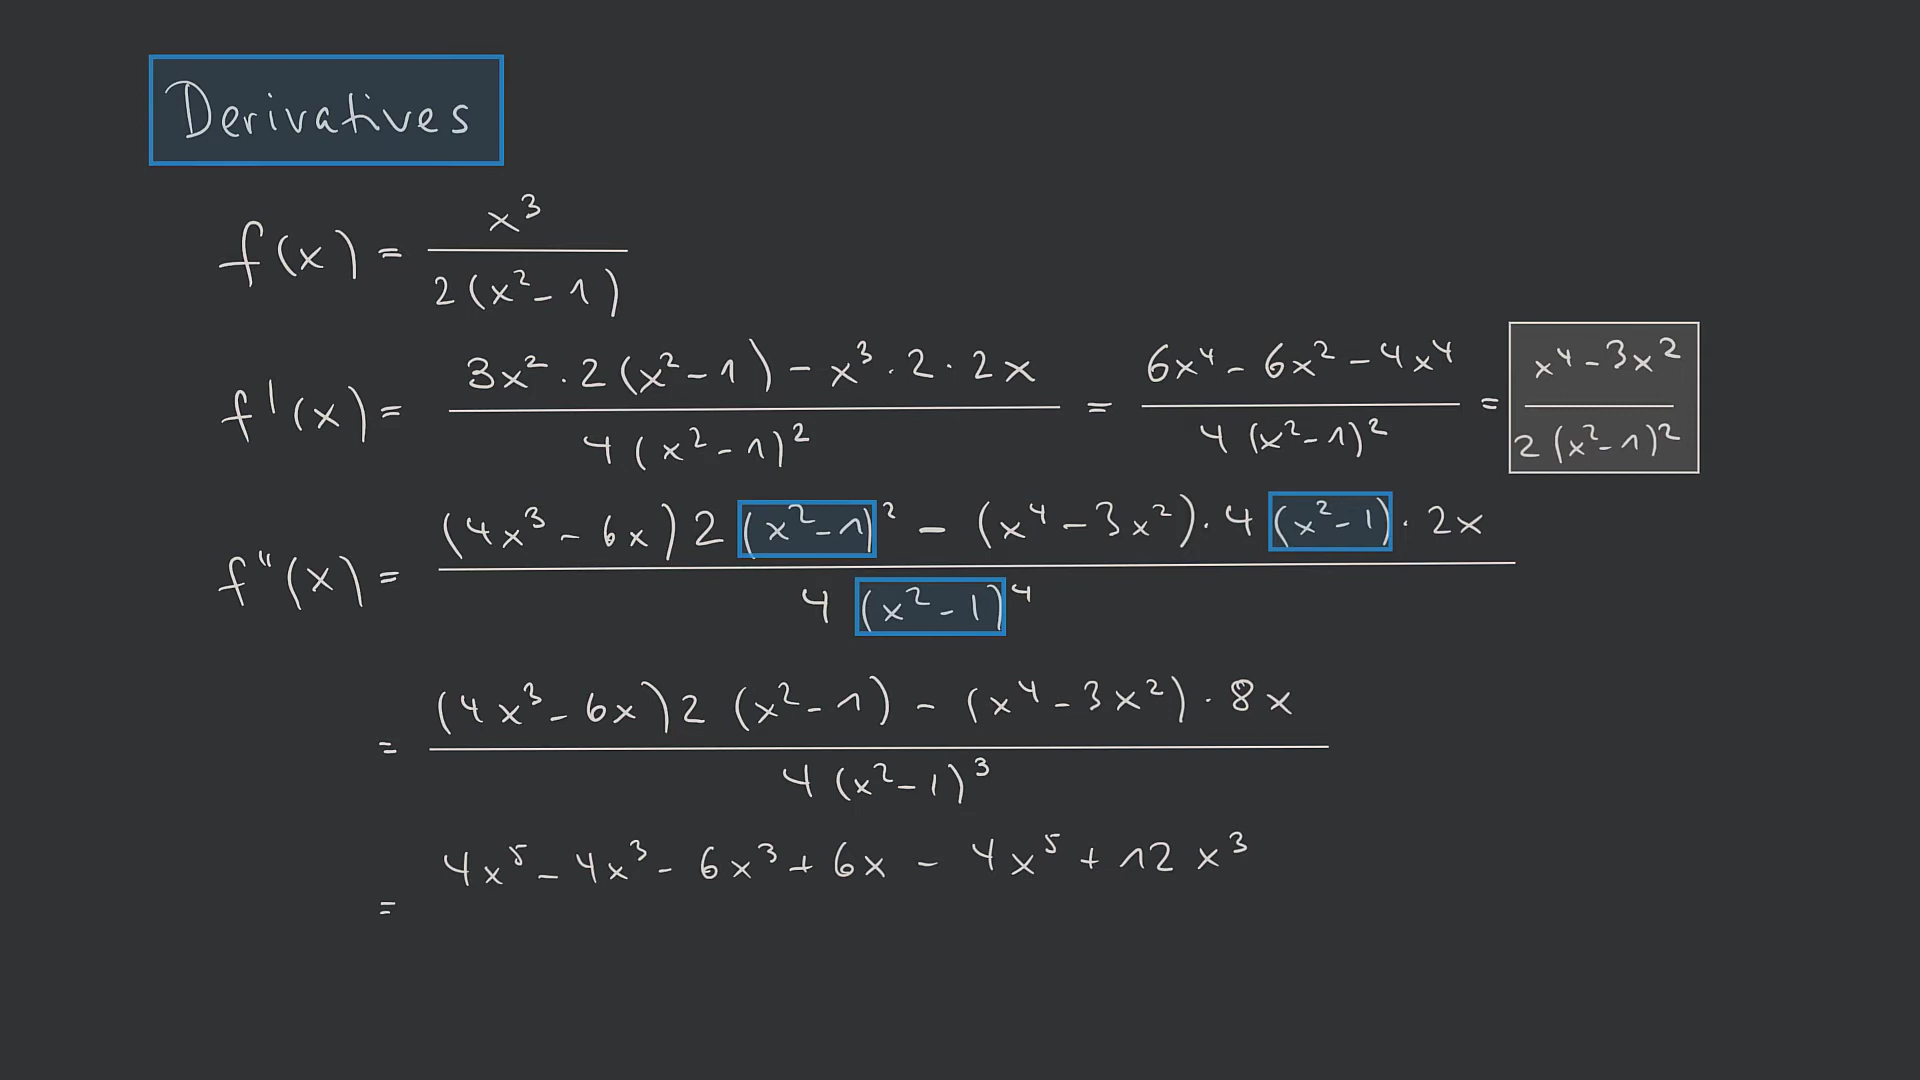 Derivatives
f(x) = x³ / 2(x²-1)
f'(x) = 3x²·2(x²-1) - x³·2·2x / 4(x²-1)² = 6x⁴ - 6x² - 4x⁴ / 4(x²-1)² = x⁴-3x² / 2(x²-1)²
f"(x) = (4x³ - 6x)2(x²-1)² - (x⁴-3x²)·4(x²-1)·2x / 4(x²-1)⁴
= (4x³-6x)2(x²-1) - (x⁴-3x²)·8x / 4(x²-1)³
= 4x⁵ - 4x³ - 6x³ + 6x - 4x⁵ + 12x³